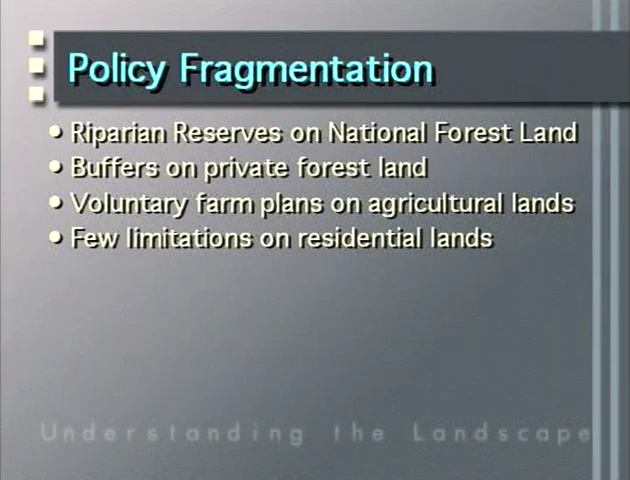 Policy Fragmentation
• Riparian Reserves on National Forest Land
• Buffers on private forest land
• Voluntary farm plans on agricultural lands
• Few limitations on residential lands
Understanding the Landscape